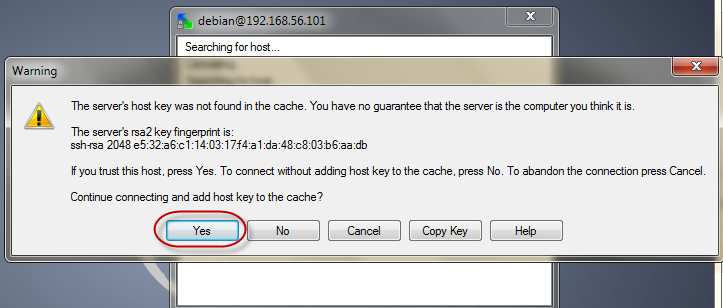 debian@192.168.56.101
Searching for host...
Warning
The server's host key was not found in the cache. You have no guarantee that the server is the computer you think it is.
The server's rsa2 key fingerprint is:
ssh-rsa 2048 e5:32:a6:c1:14:03:17:f4:a1:da:48:c8:03:b6:aa:db
If you trust this host, press Yes. To connect without adding host key to the cache, press No. To abandon the connection press Cancel.
Continue connecting and add host key to the cache?
Yes
No
Cancel
Copy Key
Help